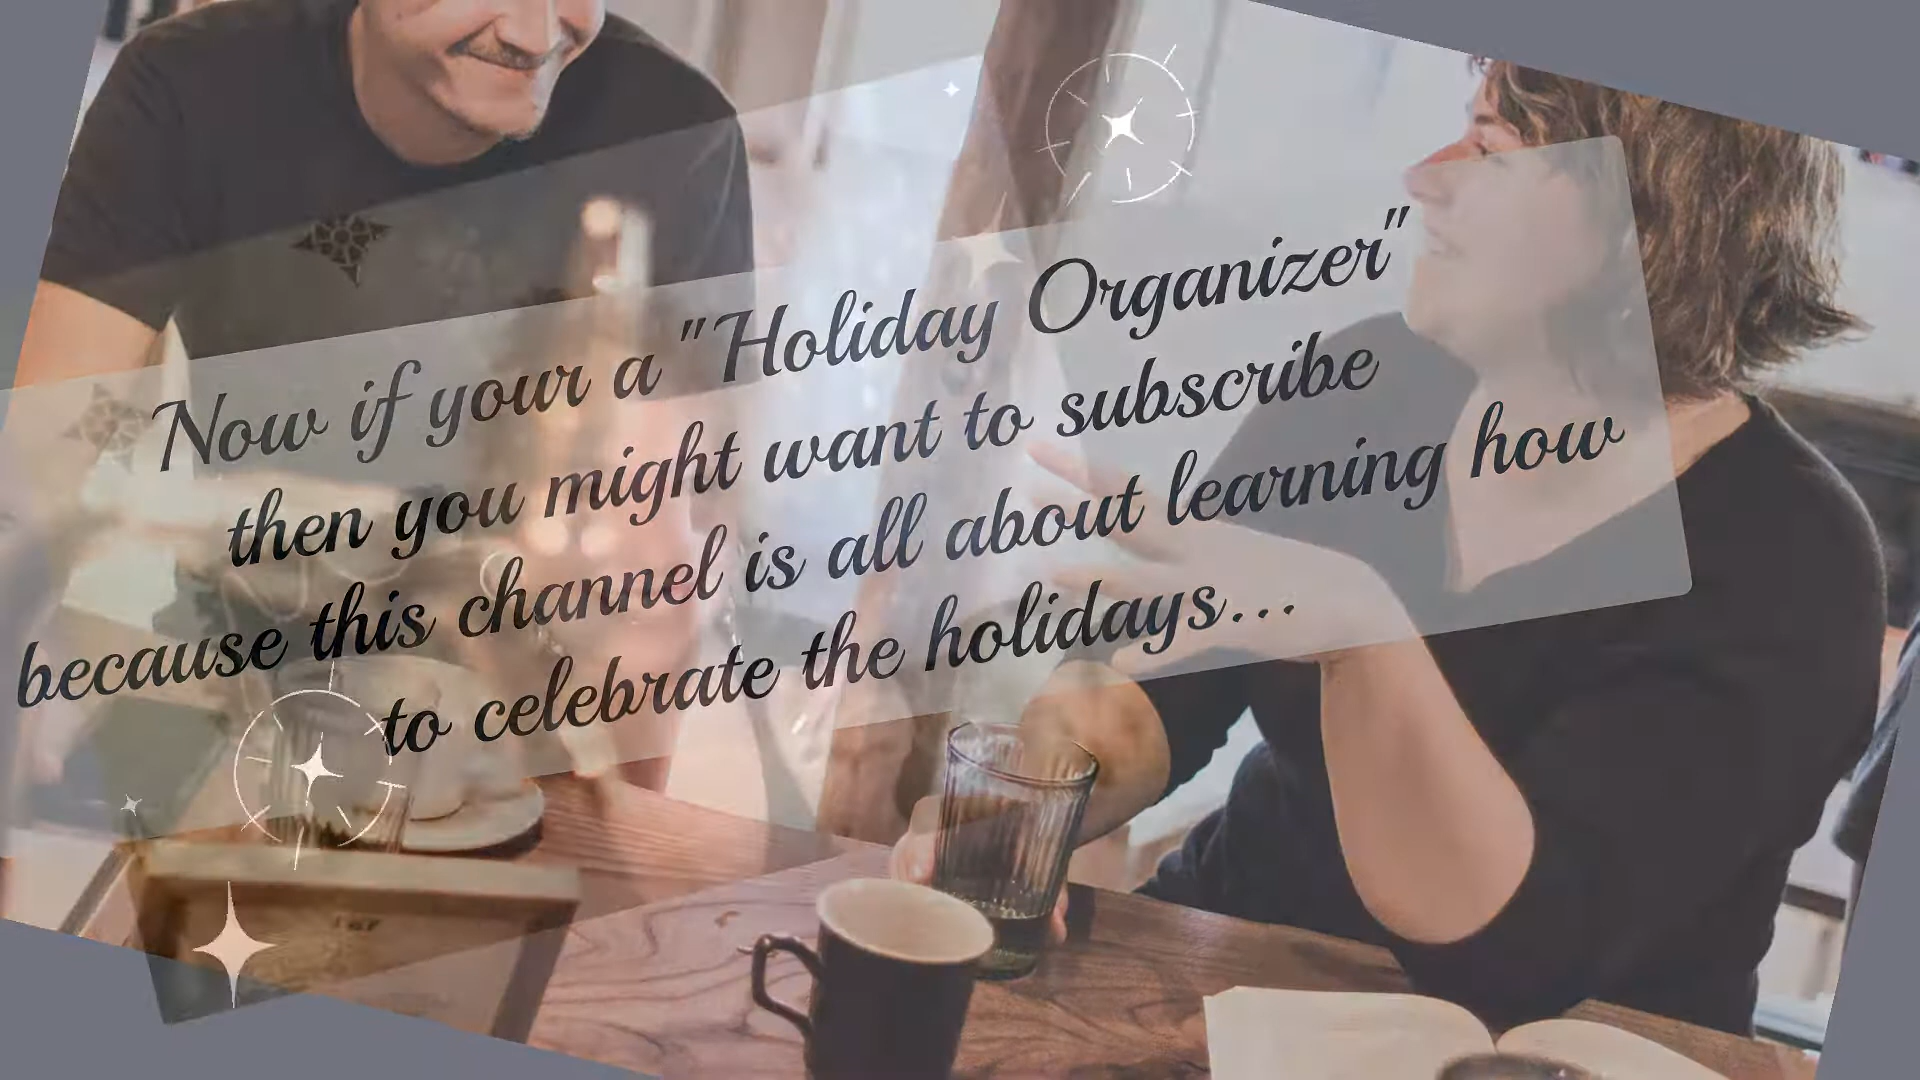 Now if your a "Holiday Organizer"
then you might want to subscribe
because this channel is all about learning how
to celebrate the holidays...